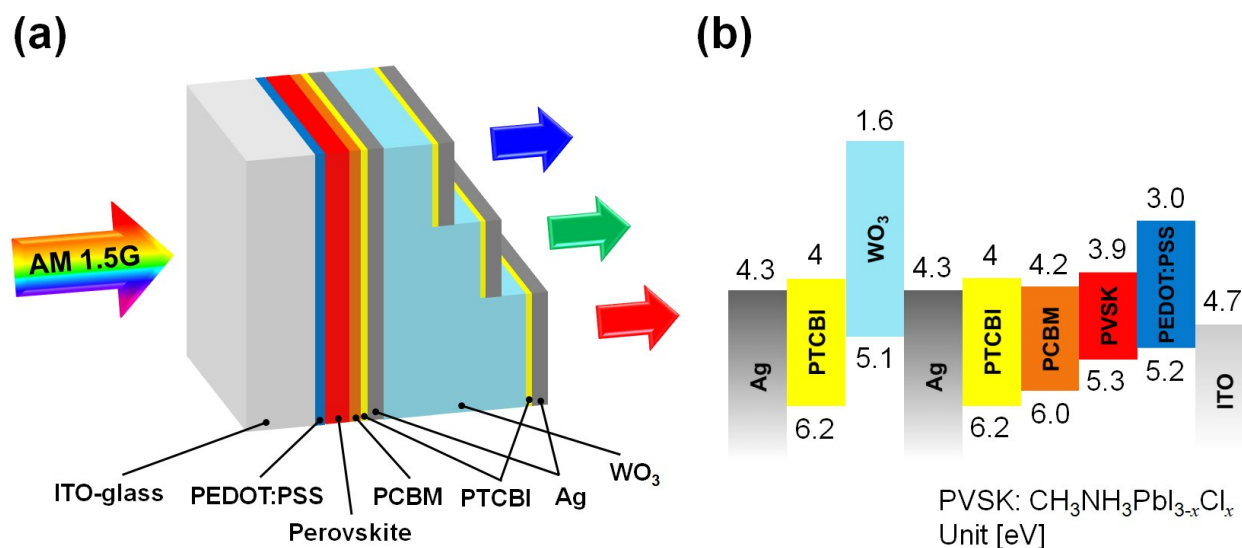 (a)
AM 1.5G
ITO-glass
PEDOT:PSS
Perovskite
PCBM
PTCBI
Ag
WO₃
(b)
4.3
Ag
4
PTCBI
6.2
1.6
WO₃
5.1
4.3
Ag
4
PTCBI
6.2
4.2
PCBM
6.0
3.9
PVSK
5.3
3.0
PEDOT:PSS
5.2
4.7
ITO
PVSK: CH₃NH₃PbI₃₋ₓClₓ
Unit [eV]